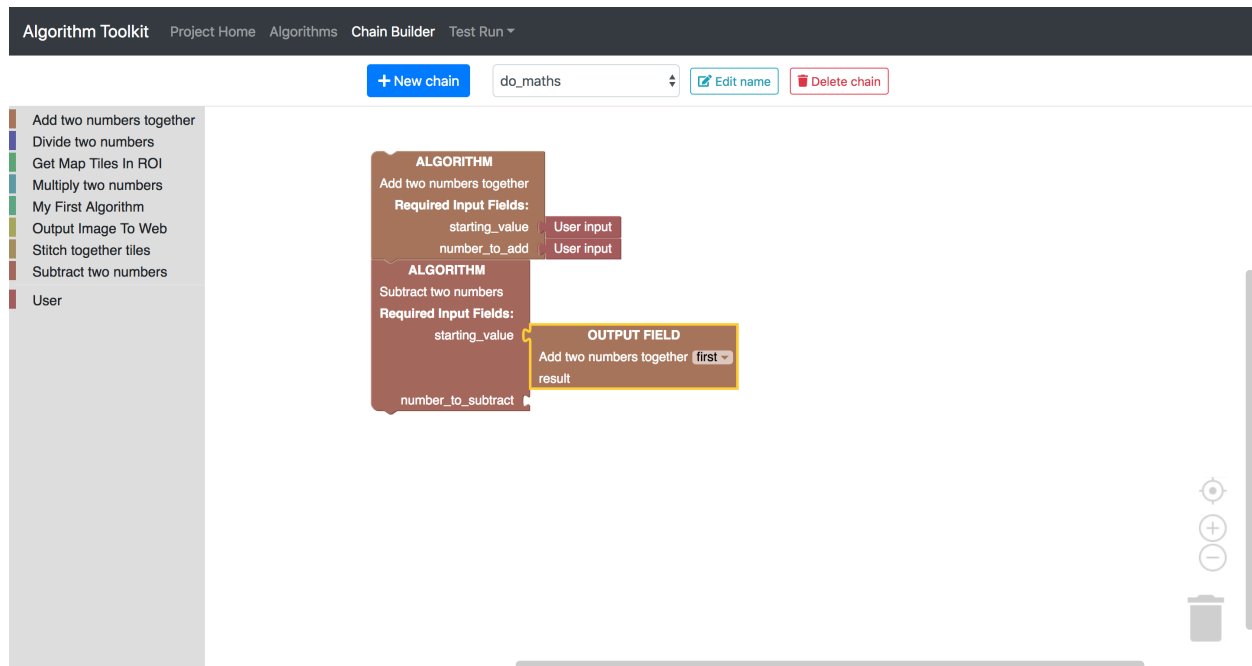 Algorithm Toolkit Project Home Algorithms Chain Builder Test Run
New chain do_maths Edit name Delete chain
Add two numbers together
Divide two numbers
Get Map Tiles In ROI
Multiply two numbers
My First Algorithm
Output Image To Web
Stitch together tiles
Subtract two numbers
User
ALGORITHM
Add two numbers together
Required Input Fields:
starting_value User input
number_to_add User input
ALGORITHM
Subtract two numbers
Required Input Fields:
starting_value OUTPUT FIELD
Add two numbers together first
result
number_to_subtract